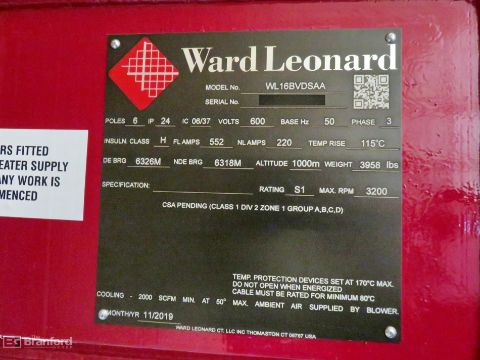 Ward Leonard
MODEL No. WL16BVDSAA
SERIAL No.
POLES 6 IP 24 IC 06/37 VOLTS 600 BASE Hz 50 PHASE 3
INSULN. CLASS H FL AMPS 552 NL AMPS 220 TEMP RISE 115°C
DE BRG 6326M NDE BRG 6318M ALTITUDE 1000m WEIGHT 3958 lbs
SPECIFICATION: RATING S1 MAX. RPM 3200
CSA PENDING (CLASS 1 DIV 2 ZONE 1 GROUP A,B,C,D)
TEMP. PROTECTION DEVICES SET AT 170°C MAX.
DO NOT OPEN WHEN ENERGIZED
CABLE MUST BE RATED FOR MINIMUM 80°C
COOLING - 2000 SCFM MIN. AT 50° MAX. AMBIENT AIR SUPPLIED BY BLOWER.
MONTH/YR 11/2019
WARD LEONARD CT. LLC INC THOMASTON CT 06787 USA
RS FITTED
EATER SUPPLY
ANY WORK IS
MENCED
Branford